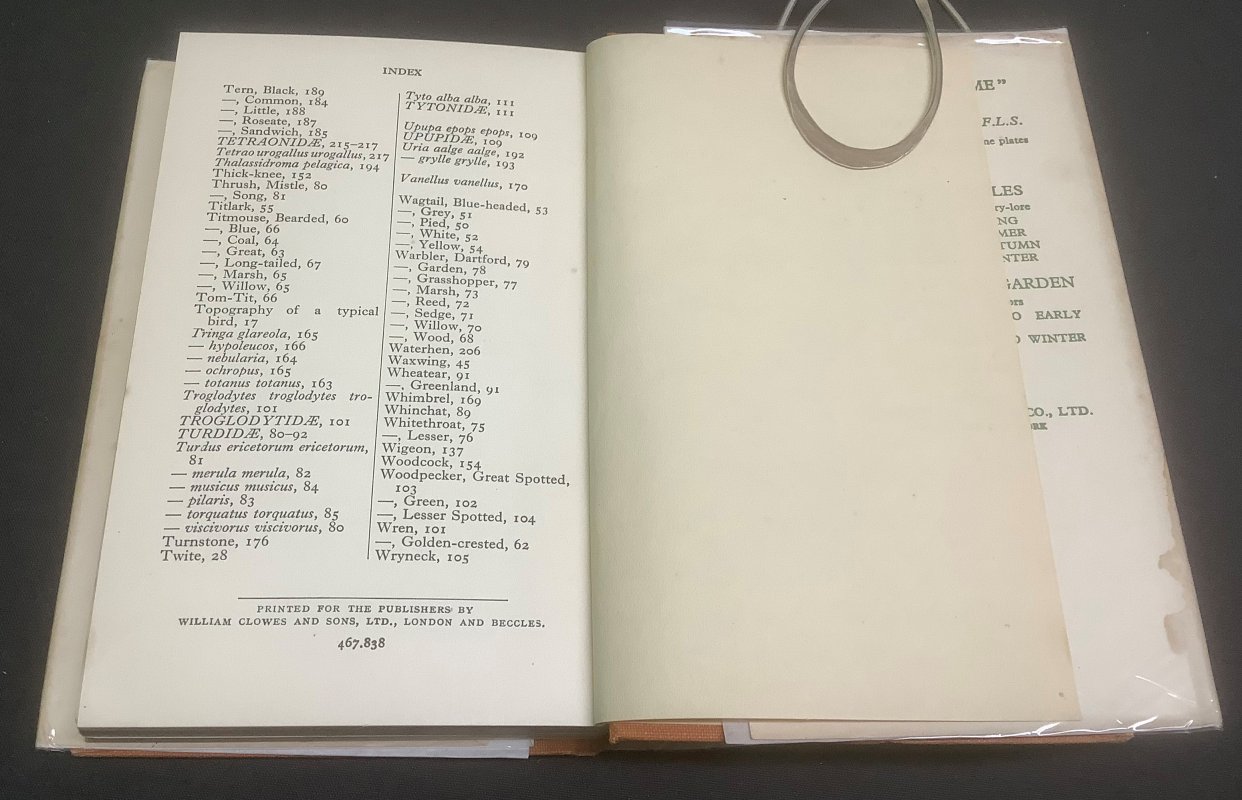 INDEX
Tern, Black, 189
—, Common, 184
—, Little, 188
—, Roseate, 187
—, Sandwich, 185
TETRAONIDÆ, 215–217
Tetrao urogallus urogallus, 217
Thalassidroma pelagica, 194
Thick-knee, 152
Thrush, Mistle, 80
—, Song, 81
Titlark, 55
Titmouse, Bearded, 60
—, Blue, 66
—, Coal, 64
—, Great, 63
—, Long-tailed, 67
—, Marsh, 65
—, Willow, 65
Tom-Tit, 66
Topography of a typical
bird, 17
Tringa glareola, 165
— hypoleucos, 166
— nebularia, 164
— ochropus, 165
— totanus totanus, 163
Troglodytes troglodytes tro-
glodytes, 101
TROGLODYTIDÆ, 101
TURDIDÆ, 80–92
Turdus ericetorum ericetorum,
81
— merula merula, 82
— musicus musicus, 84
— pilaris, 83
— torquatus torquatus, 85
— viscivorus viscivorus, 80
Turnstone, 176
Twite, 28
Tyto alba alba, 111
TYTONIDÆ, 111
Upupa epops epops, 109
UPUPIDÆ, 109
Uria aalge aalge, 192
— grylle grylle, 193
Vanellus vanellus, 170
Wagtail, Blue-headed, 53
—, Grey, 51
—, Pied, 50
—, White, 52
—, Yellow, 54
Warbler, Dartford, 79
—, Garden, 78
—, Grasshopper, 77
—, Marsh, 73
—, Reed, 72
—, Sedge, 71
—, Willow, 70
—, Wood, 68
Waterhen, 206
Waxwing, 45
Wheatear, 91
—, Greenland, 91
Whimbrel, 169
Whinchat, 89
Whitethroat, 75
—, Lesser, 76
Wigeon, 137
Woodcock, 154
Woodpecker, Great Spotted,
103
—, Green, 102
—, Lesser Spotted, 104
Wren, 101
—, Golden-crested, 62
Wryneck, 105
PRINTED FOR THE PUBLISHERS BY
WILLIAM CLOWES AND SONS, LTD., LONDON AND BECCLES.
467.838
ME"
F.L.S.
plates
LES
ry-lore
NG
MER
TUMN
NTER
GARDEN
ors
O EARLY
WINTER
CO., LTD.